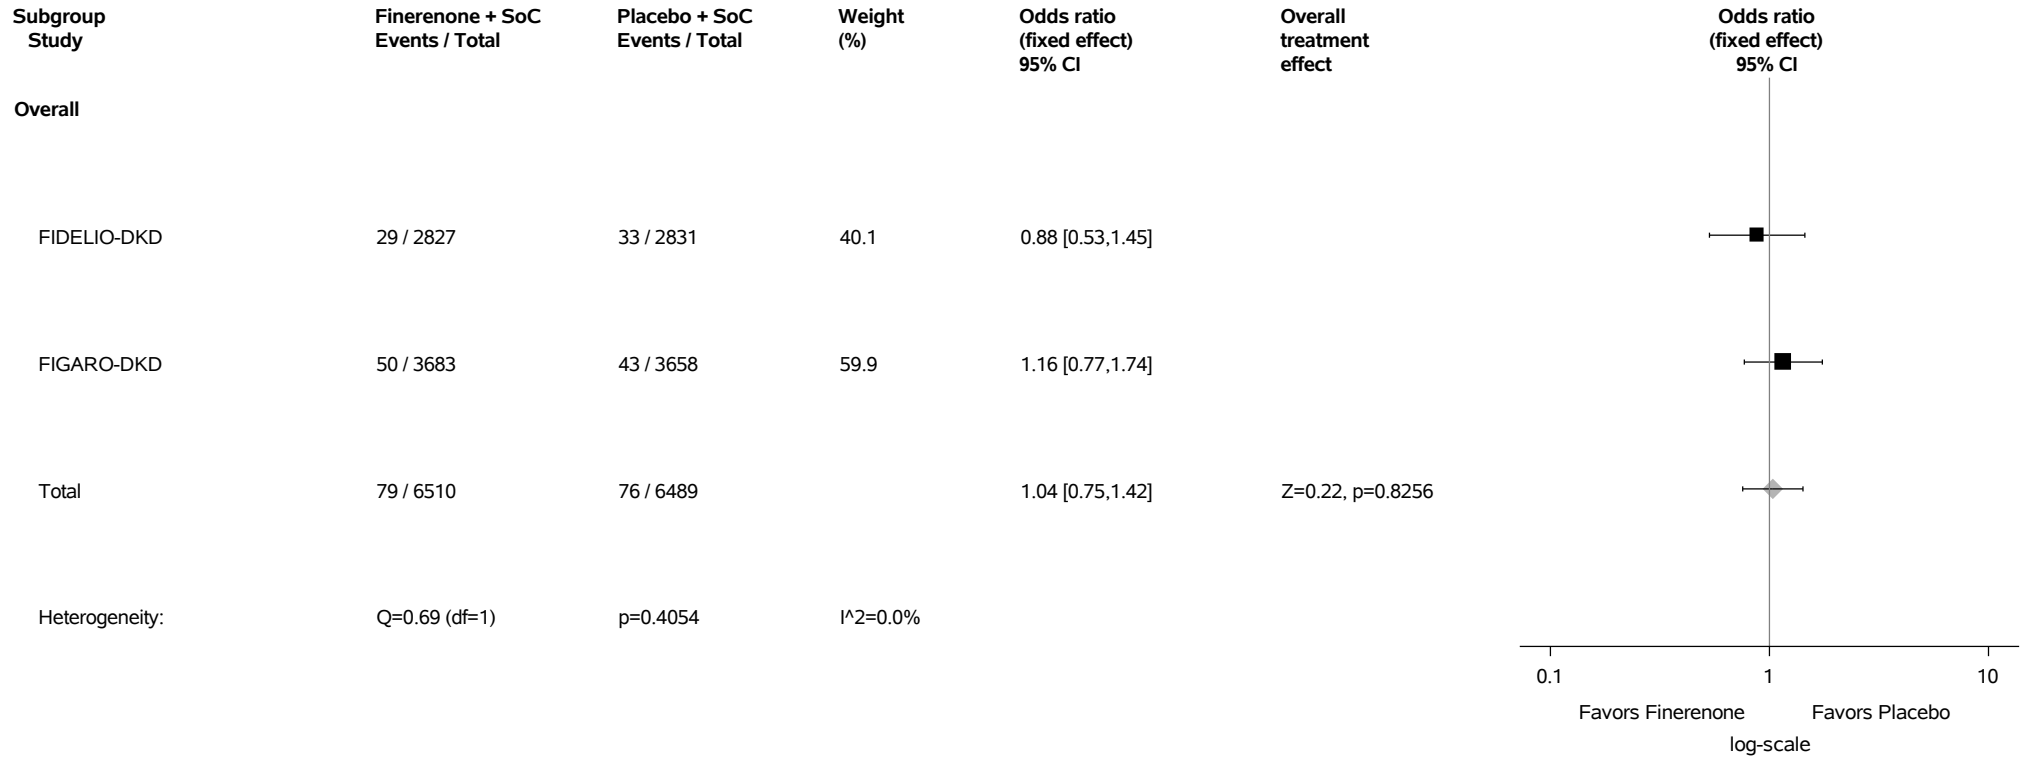 Subgroup Finerenone + SoC Placebo + SoC Weight Odds ratio Overall Odds ratio
Study Events / Total Events / Total (%) (fixed effect) treatment (fixed effect)
95% CI effect 95% CI
Overall
FIDELIO-DKD 29 / 2827 33 / 2831 40.1 0.88 [0.53,1.45]
FIGARO-DKD 50 / 3683 43 / 3658 59.9 1.16 [0.77,1.74]
Total 79 / 6510 76 / 6489 1.04 [0.75,1.42] Z=0.22, p=0.8256
Heterogeneity: Q=0.69 (df=1) p=0.4054 I^2=0.0%
0.1 1 10
Favors Finerenone Favors Placebo
log-scale